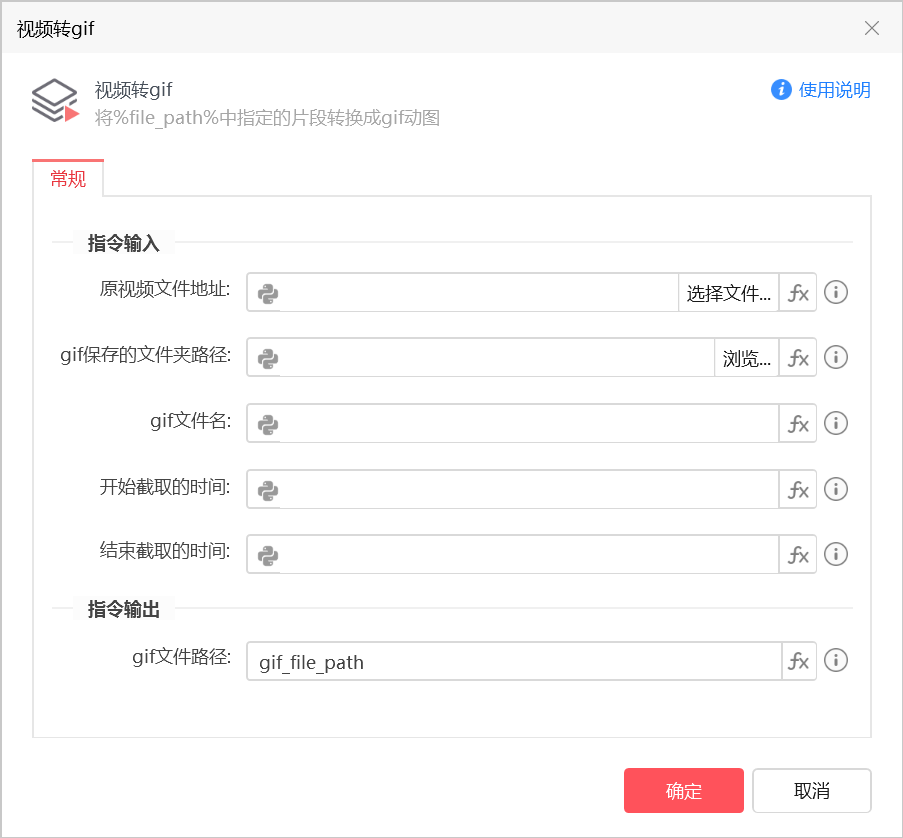 视频转gif
视频转gif
使用说明
将%file_path%中指定的片段转换成gif动图
常规
指令输入
原视频文件地址: 选择文件... fx
gif保存的文件夹路径: 浏览... fx
gif文件名: fx
开始截取的时间: fx
结束截取的时间: fx
指令输出
gif文件路径: gif_file_path fx
确定 取消